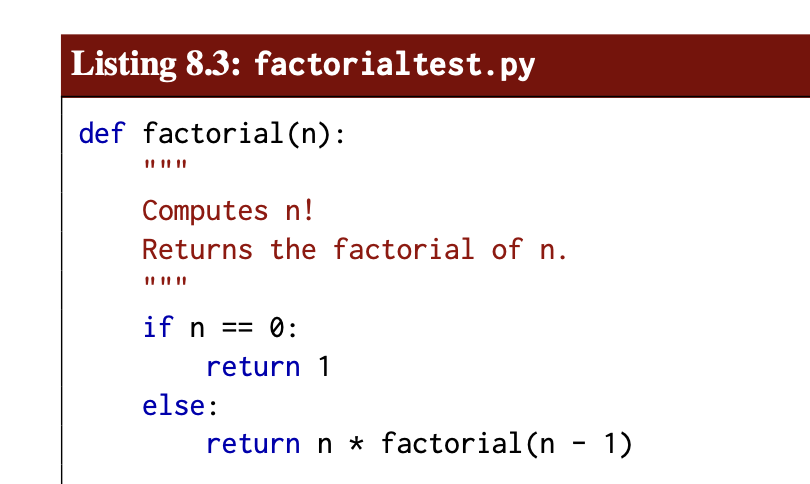 Listing 8.3: factorialtest.py
def factorial(n):
    """
    Computes n!
    Returns the factorial of n.
    """
    if n == 0:
        return 1
    else:
        return n * factorial(n - 1)